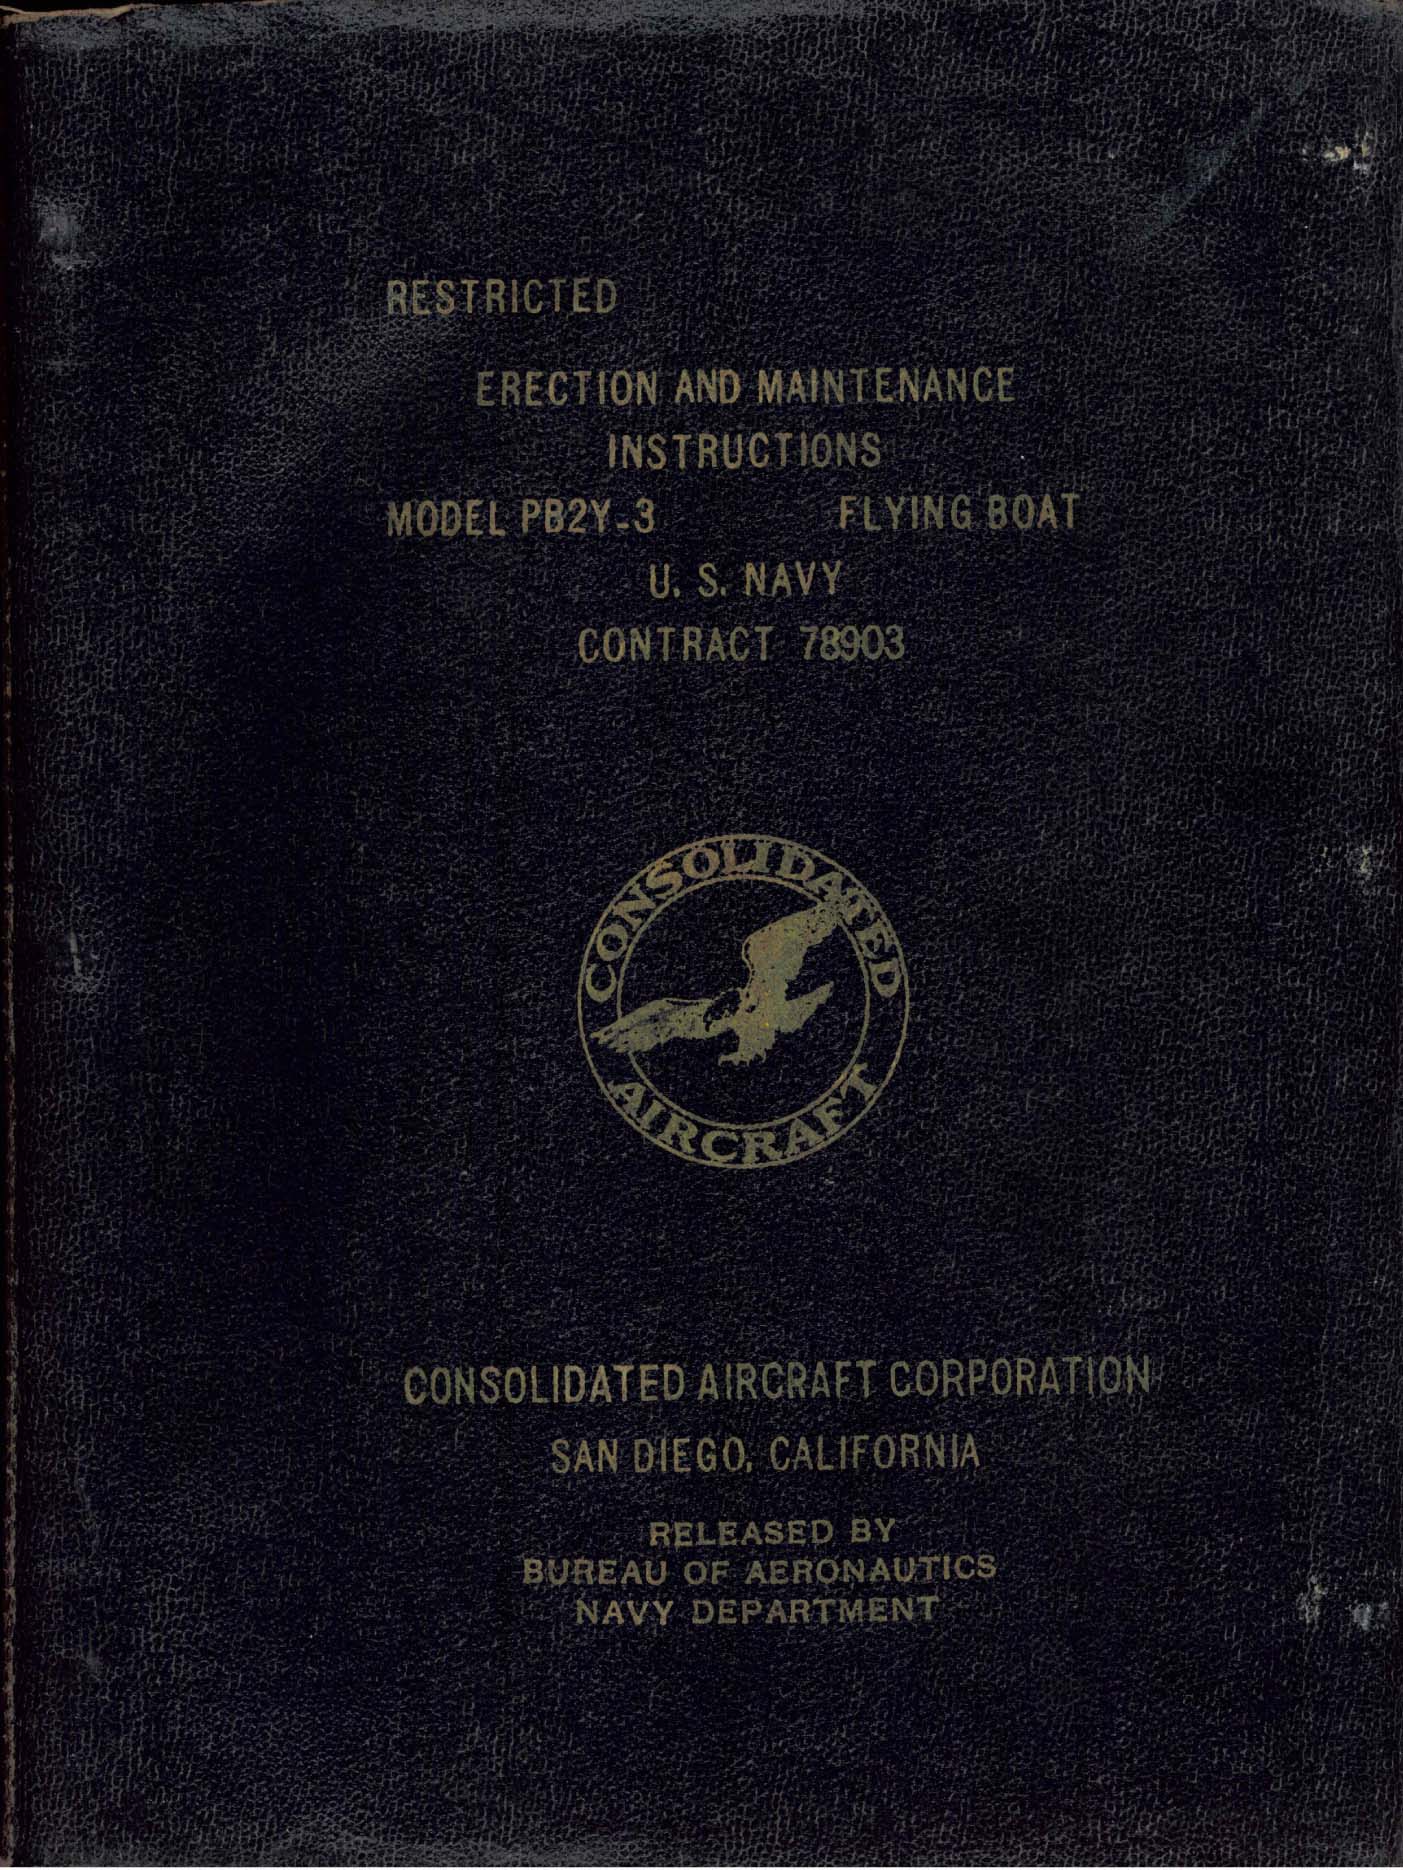 RESTRICTED
ERECTION AND MAINTENANCE
INSTRUCTIONS
MODEL PB2Y-3 FLYING BOAT
U. S. NAVY
CONTRACT 78903
CONSOLIDATED
AIRCRAFT
CONSOLIDATED AIRCRAFT CORPORATION
SAN DIEGO, CALIFORNIA
RELEASED BY
BUREAU OF AERONAUTICS
NAVY DEPARTMENT